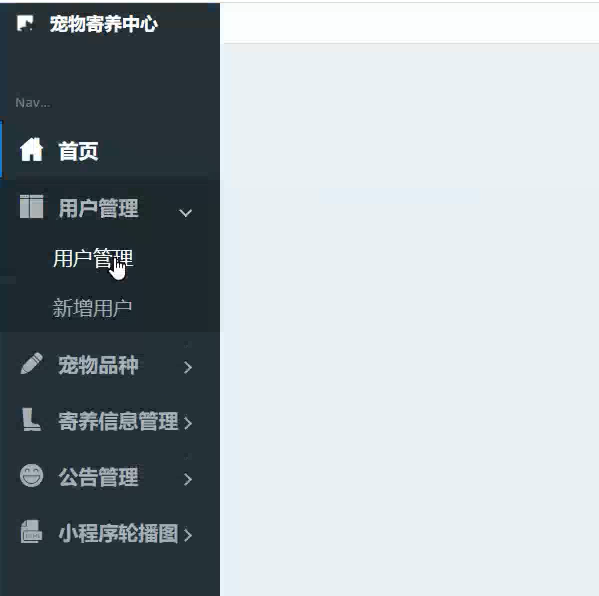 宠物寄养中心
Nav...
首页
用户管理
用户管理
新增用户
宠物品种
寄养信息管理
公告管理
小程序轮播图